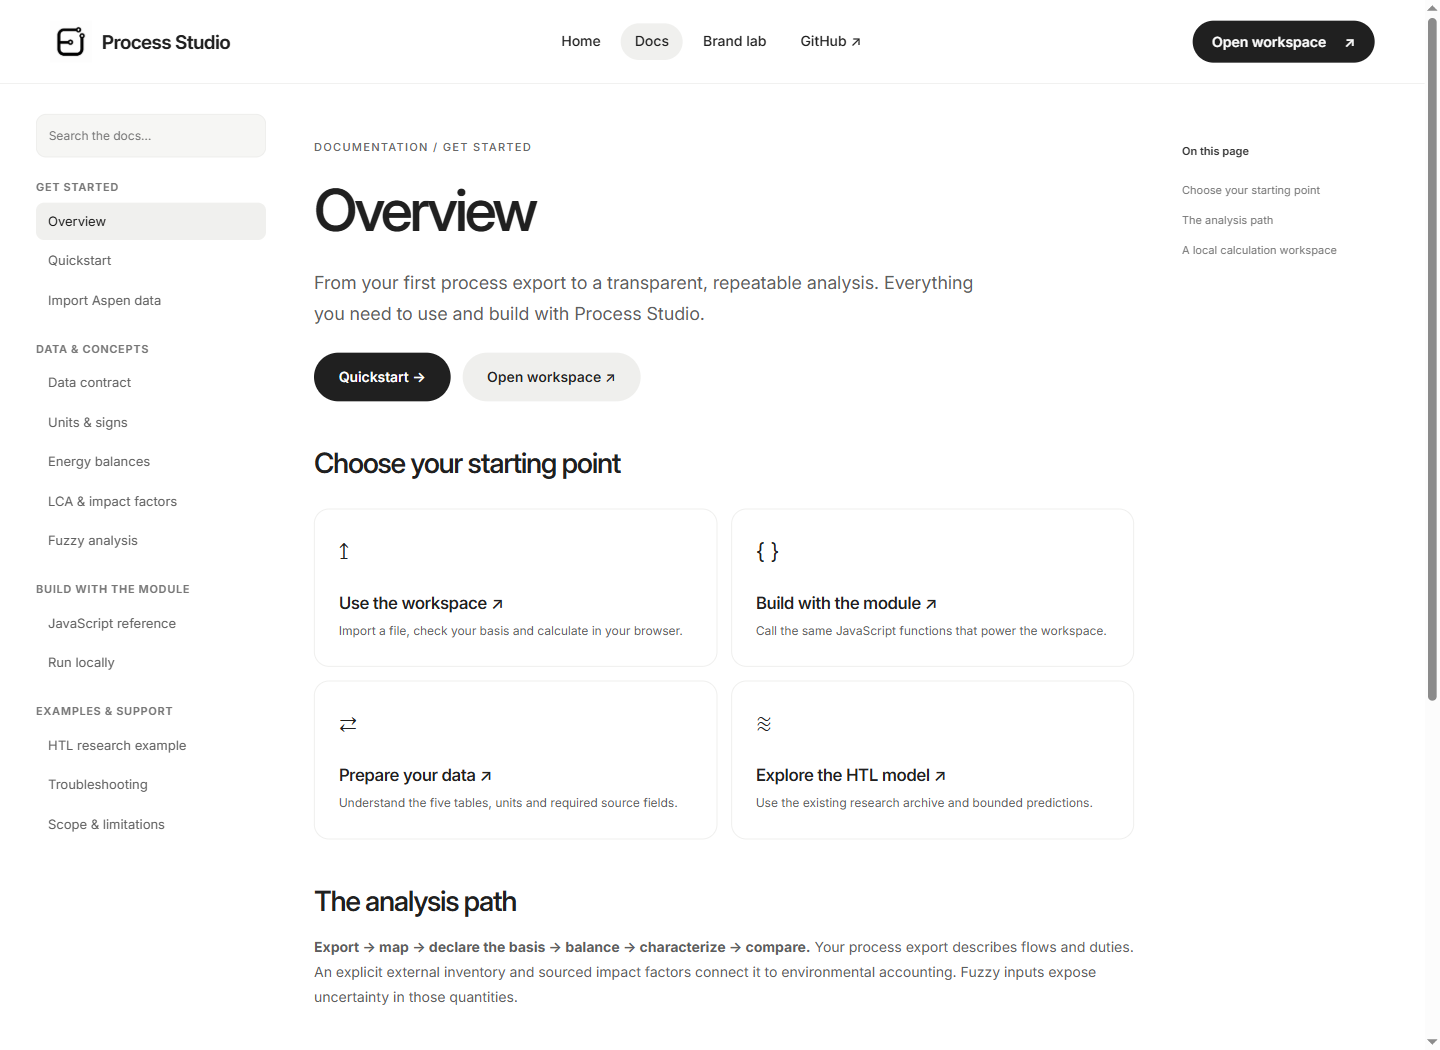 Process Studio
Home
Docs
Brand lab
GitHub ↗
Open workspace ↗
Search the docs...
GET STARTED
Overview
Quickstart
Import Aspen data
DATA & CONCEPTS
Data contract
Units & signs
Energy balances
LCA & impact factors
Fuzzy analysis
BUILD WITH THE MODULE
JavaScript reference
Run locally
EXAMPLES & SUPPORT
HTL research example
Troubleshooting
Scope & limitations
DOCUMENTATION / GET STARTED
Overview
From your first process export to a transparent, repeatable analysis. Everything
you need to use and build with Process Studio.
Quickstart →
Open workspace ↗
Choose your starting point
↥
Use the workspace ↗
Import a file, check your basis and calculate in your browser.
{ }
Build with the module ↗
Call the same JavaScript functions that power the workspace.
⇄
Prepare your data ↗
Understand the five tables, units and required source fields.
≋
Explore the HTL model ↗
Use the existing research archive and bounded predictions.
The analysis path
Export → map → declare the basis → balance → characterize → compare. Your process export describes flows and duties.
An explicit external inventory and sourced impact factors connect it to environmental accounting. Fuzzy inputs expose
uncertainty in those quantities.
On this page
Choose your starting point
The analysis path
A local calculation workspace